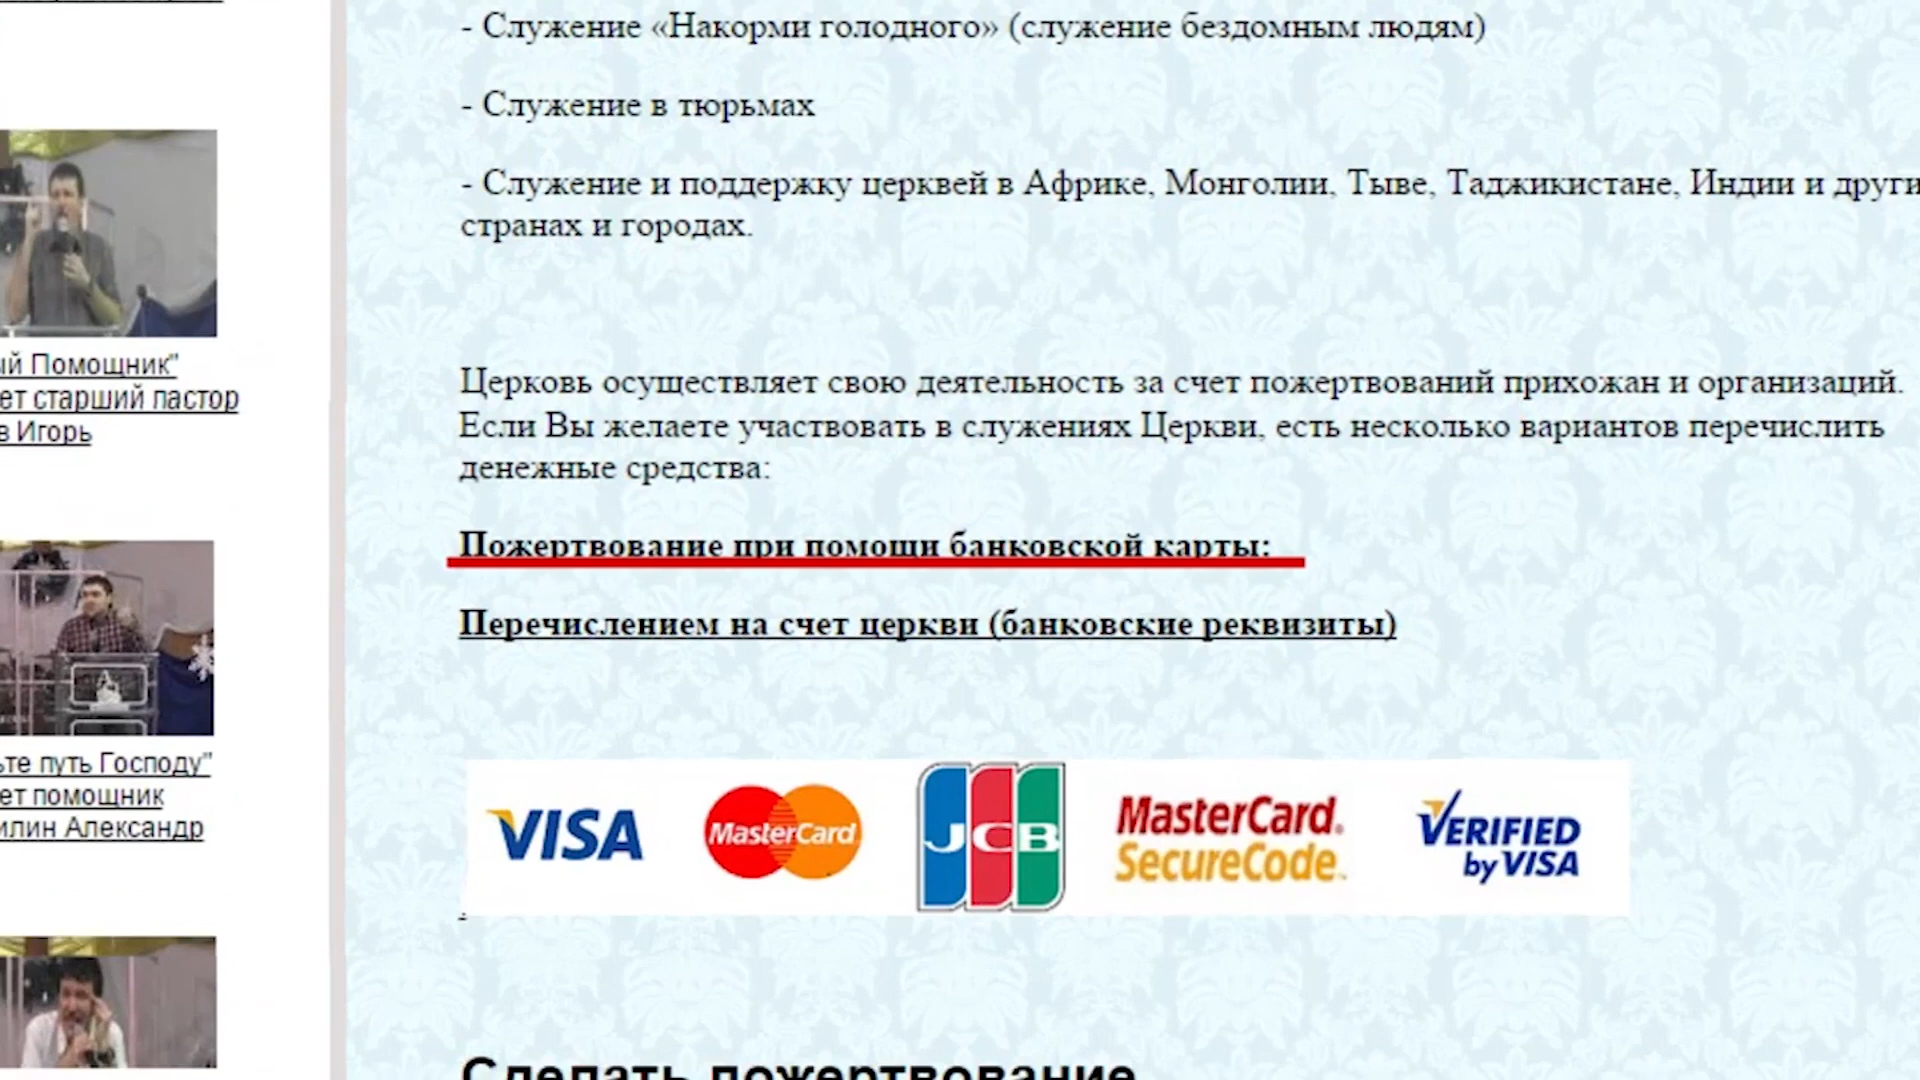 - Служение «Накорми голодного» (служение бездомным людям)
- Служение в тюрьмах
- Служение и поддержку церквей в Африке, Монголии, Тыве, Таджикистане, Индии и други
странах и городах.
Церковь осуществляет свою деятельность за счет пожертвований прихожан и организаций.
Если Вы желаете участвовать в служениях Церкви, есть несколько вариантов перечислить
денежные средства:
Пожертвование при помощи банковской карты:
Перечислением на счет церкви (банковские реквизиты)
VISA
MasterCard
JCB
MasterCard.
SecureCode.
VERIFIED
by VISA
Сделать пожертвование
ый Помощник"
ет старший пастор
в Игорь
ьте путь Господу"
ет помощник
илин Александр